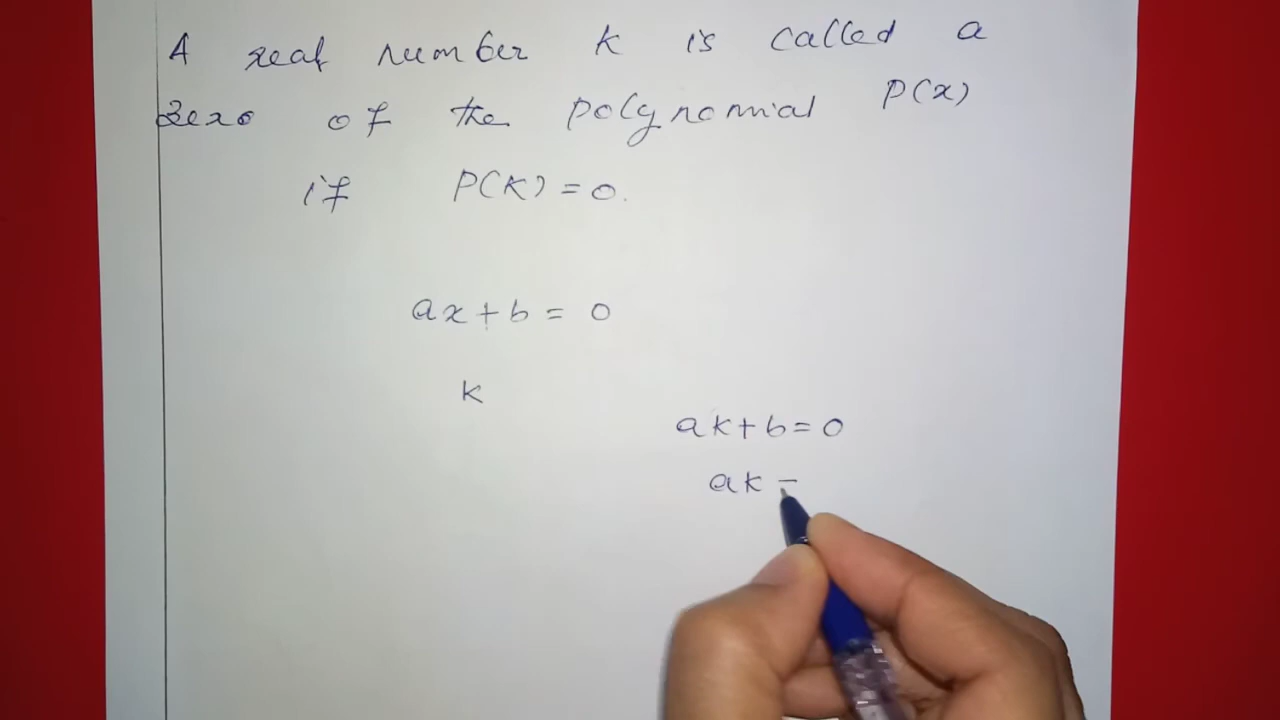 A real number k is called a
zero of the polynomial P(x)
if P(K) = 0.
ax + b = 0
k
ak + b = 0
ak =